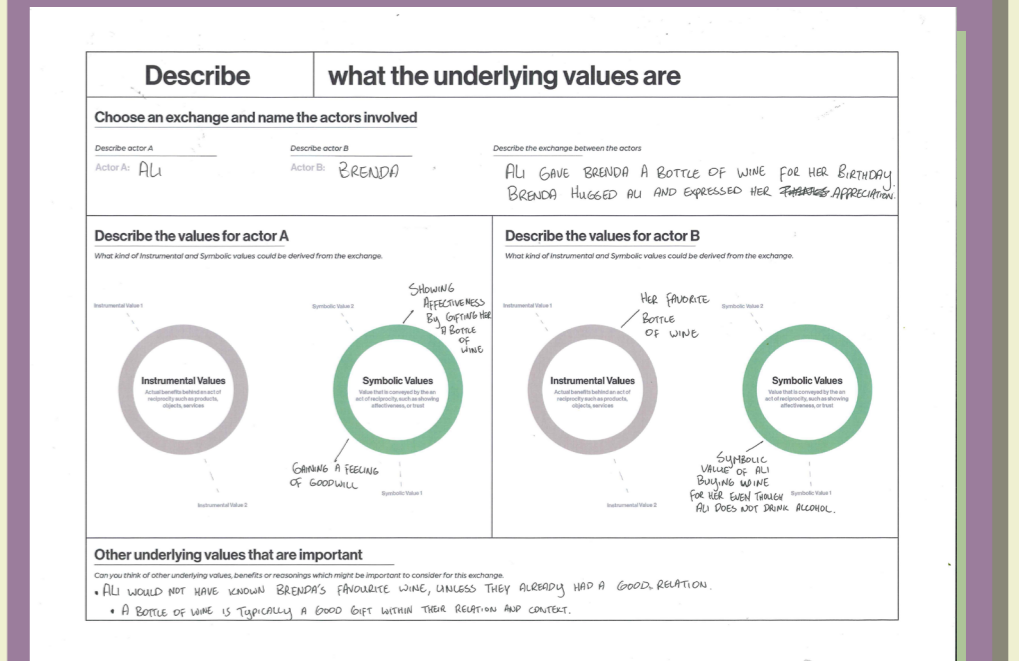 Describe
what the underlying values are
Choose an exchange and name the actors involved
Describe actor A
Describe actor B
Describe the exchange between the actors
Actor A: ALI
Actor B: BRENDA
ALI GAVE BRENDA A BOTTLE OF WINE FOR HER BIRTHDAY.
BRENDA HUGGED ALI AND EXPRESSED HER APPRECIATION.
Describe the values for actor A
What kind of Instrumental and Symbolic values could be derived from the exchange.
Instrumental Value 1
Symbolic Value 2
SHOWING
AFFECTIVENESS
BY GIFTING HER
A BOTTLE
OF
WINE
Instrumental Values
Actual benefits behind an act of
reciprocity such as products,
objects, services
Symbolic Values
Value that is conveyed by the an
act of reciprocity, such as showing
affectiveness, or trust
GAINING A FEELING
OF GOODWILL
Symbolic Value 1
Instrumental Value 2
Describe the values for actor B
What kind of Instrumental and Symbolic values could be derived from the exchange.
Instrumental Value 1
HER FAVORITE
BOTTLE
OF WINE
Symbolic Value 2
Instrumental Values
Actual benefits behind an act of
reciprocity such as products,
objects, services
Symbolic Values
Value that is conveyed by the an
act of reciprocity, such as showing
affectiveness, or trust
SYMBOLIC
VALUE OF ALI
BUYING WINE
FOR HER EVEN THOUGH
ALI DOES NOT DRINK ALCOHOL.
Symbolic Value 1
Instrumental Value 2
Other underlying values that are important
Can you think of other underlying values, benefits or reasonings which might be important to consider for this exchange.
• ALI WOULD NOT HAVE KNOWN BRENDA'S FAVOURITE WINE, UNLESS THEY ALREADY HAD A GOOD RELATION.
• A BOTTLE OF WINE IS TYPICALLY A GOOD GIFT WITHIN THEIR RELATION AND CONTEXT.